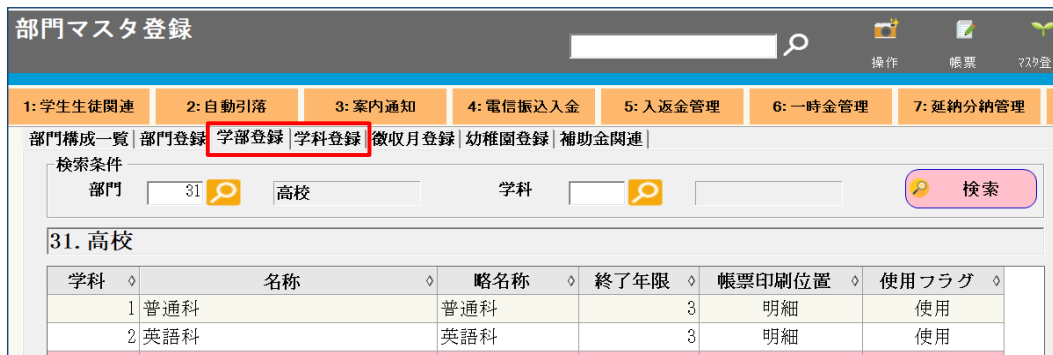 部門マスタ登録
操作 帳票 マスタ登
1:学生生徒関連 2:自動引落 3:案内通知 4:電信振込入金 5:入返金管理 6:一時金管理 7:延納分納管理
部門構成一覧 部門登録 学部登録 学科登録 徴収月登録 幼稚園登録 補助金関連
検索条件
部門 31 高校 学科 検索
31. 高校
学科 名称 略名称 終了年限 帳票印刷位置 使用フラグ
1 普通科 普通科 3 明細 使用
2 英語科 英語科 3 明細 使用